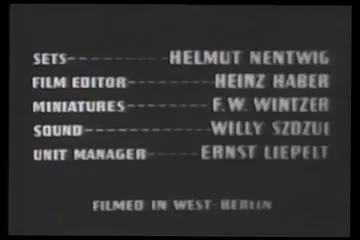 SETS---------- HELMUT NENTWIG
FILM EDITOR--------- HEINZ HABER
MINIATURES--------- F. W. WINTZER
SOUND------------- WILLY SZDZUI
UNIT MANAGER------ ERNST LIEPELT
FILMED IN WEST-BERLIN